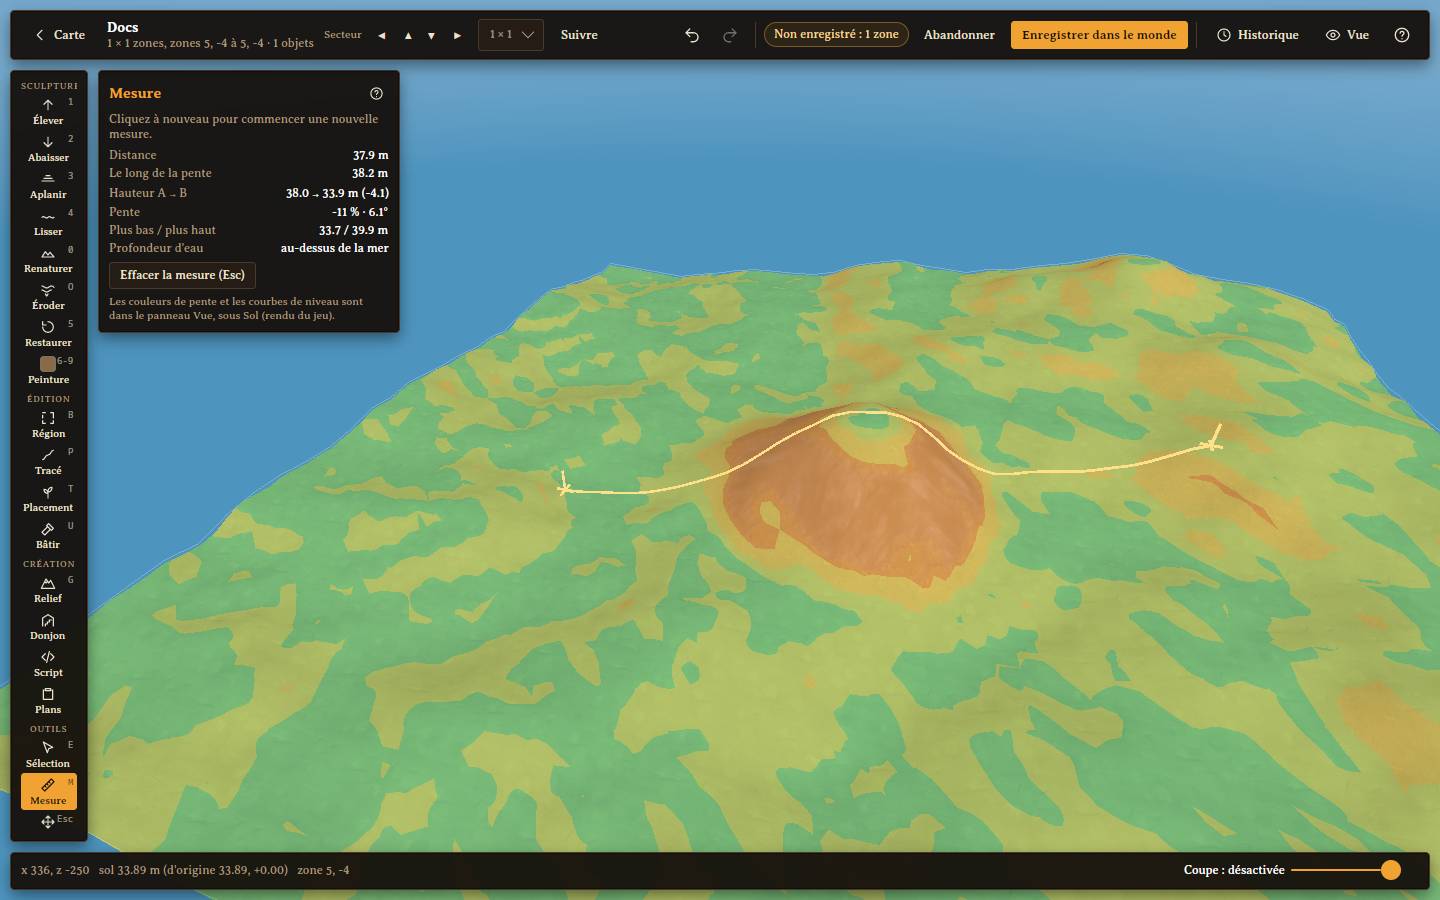 Carte
Docs
1 × 1 zones, zones 5, -4 à 5, -4 · 1 objets
Secteur
1 × 1
Suivre
Non enregistré : 1 zone
Abandonner
Enregistrer dans le monde
Historique
Vue
SCULPTURE
1
Élever
2
Abaisser
3
Aplanir
4
Lisser
0
Renaturer
O
Éroder
5
Restaurer
6-9
Peinture
ÉDITION
B
Région
P
Tracé
T
Placement
U
Bâtir
CRÉATION
G
Relief
Donjon
Script
Plans
OUTILS
E
Sélection
M
Mesure
Esc
Mesure
Cliquez à nouveau pour commencer une nouvelle
mesure.
Distance 37.9 m
Le long de la pente 38.2 m
Hauteur A → B 38.0 → 33.9 m (-4.1)
Pente -11 % · 6.1°
Plus bas / plus haut 33.7 / 39.9 m
Profondeur d'eau au-dessus de la mer
Effacer la mesure (Esc)
Les couleurs de pente et les courbes de niveau sont
dans le panneau Vue, sous Sol (rendu du jeu).
x 336, z -250 sol 33.89 m (d'origine 33.89, +0.00) zone 5, -4
Coupe : désactivée